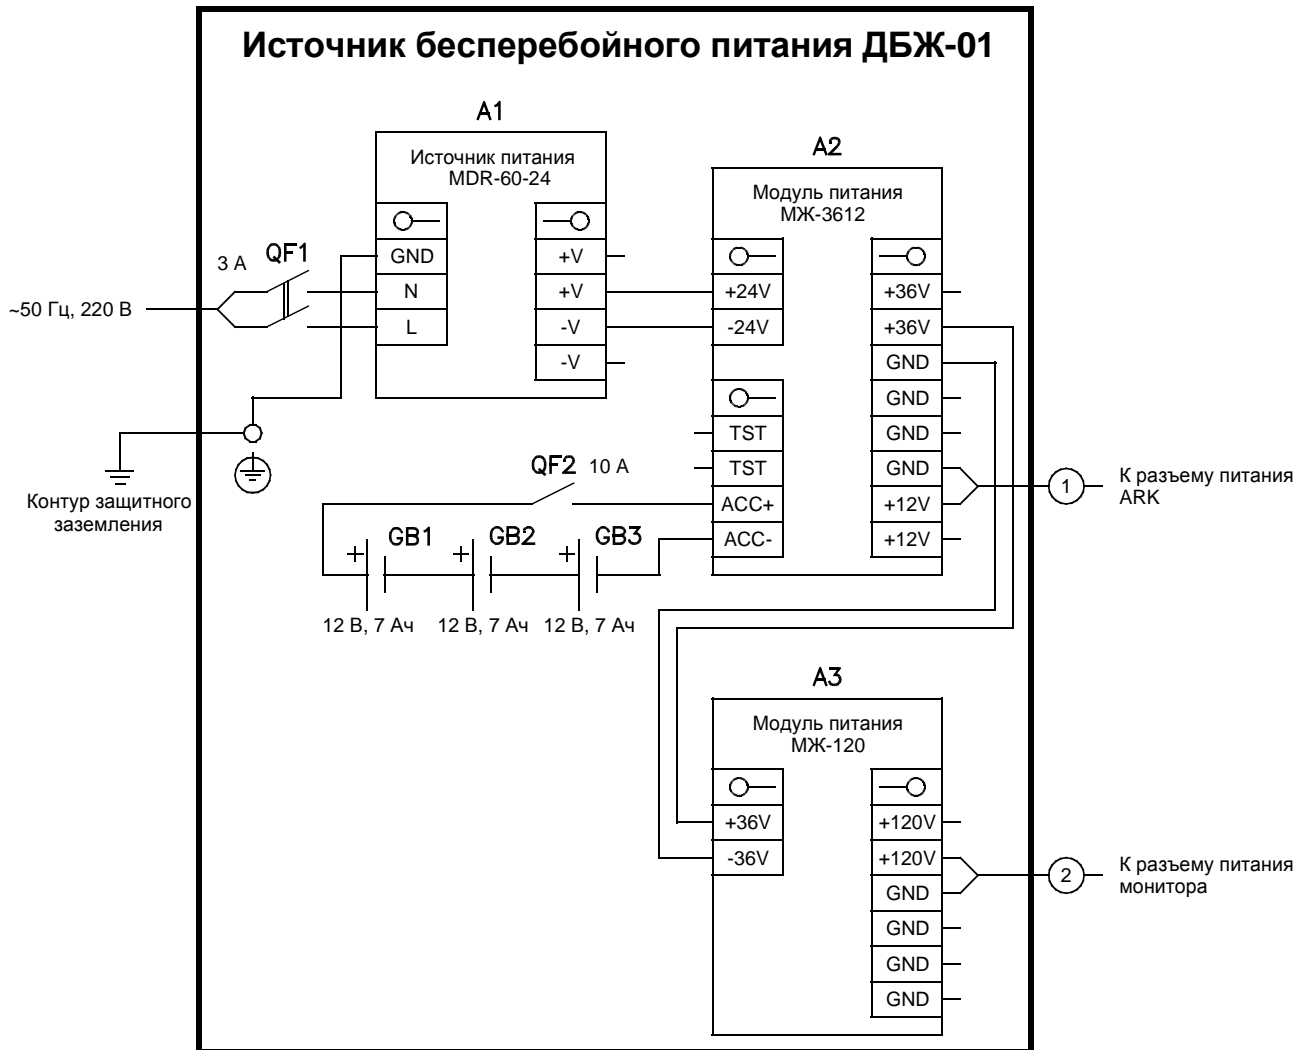 Источник бесперебойного питания ДБЖ-01
A1
Источник питания
MDR-60-24
GND
N
L
+V
+V
-V
-V
3 А
QF1
~50 Гц, 220 В
Контур защитного
заземления
A2
Модуль питания
МЖ-3612
+24V
-24V
TST
TST
ACC+
ACC-
+36V
+36V
GND
GND
GND
GND
+12V
+12V
QF2
10 А
+
GB1
+
GB2
+
GB3
12 В, 7 Ач
12 В, 7 Ач
12 В, 7 Ач
1
К разъему питания
ARK
A3
Модуль питания
МЖ-120
+36V
-36V
+120V
+120V
GND
GND
GND
GND
2
К разъему питания
монитора